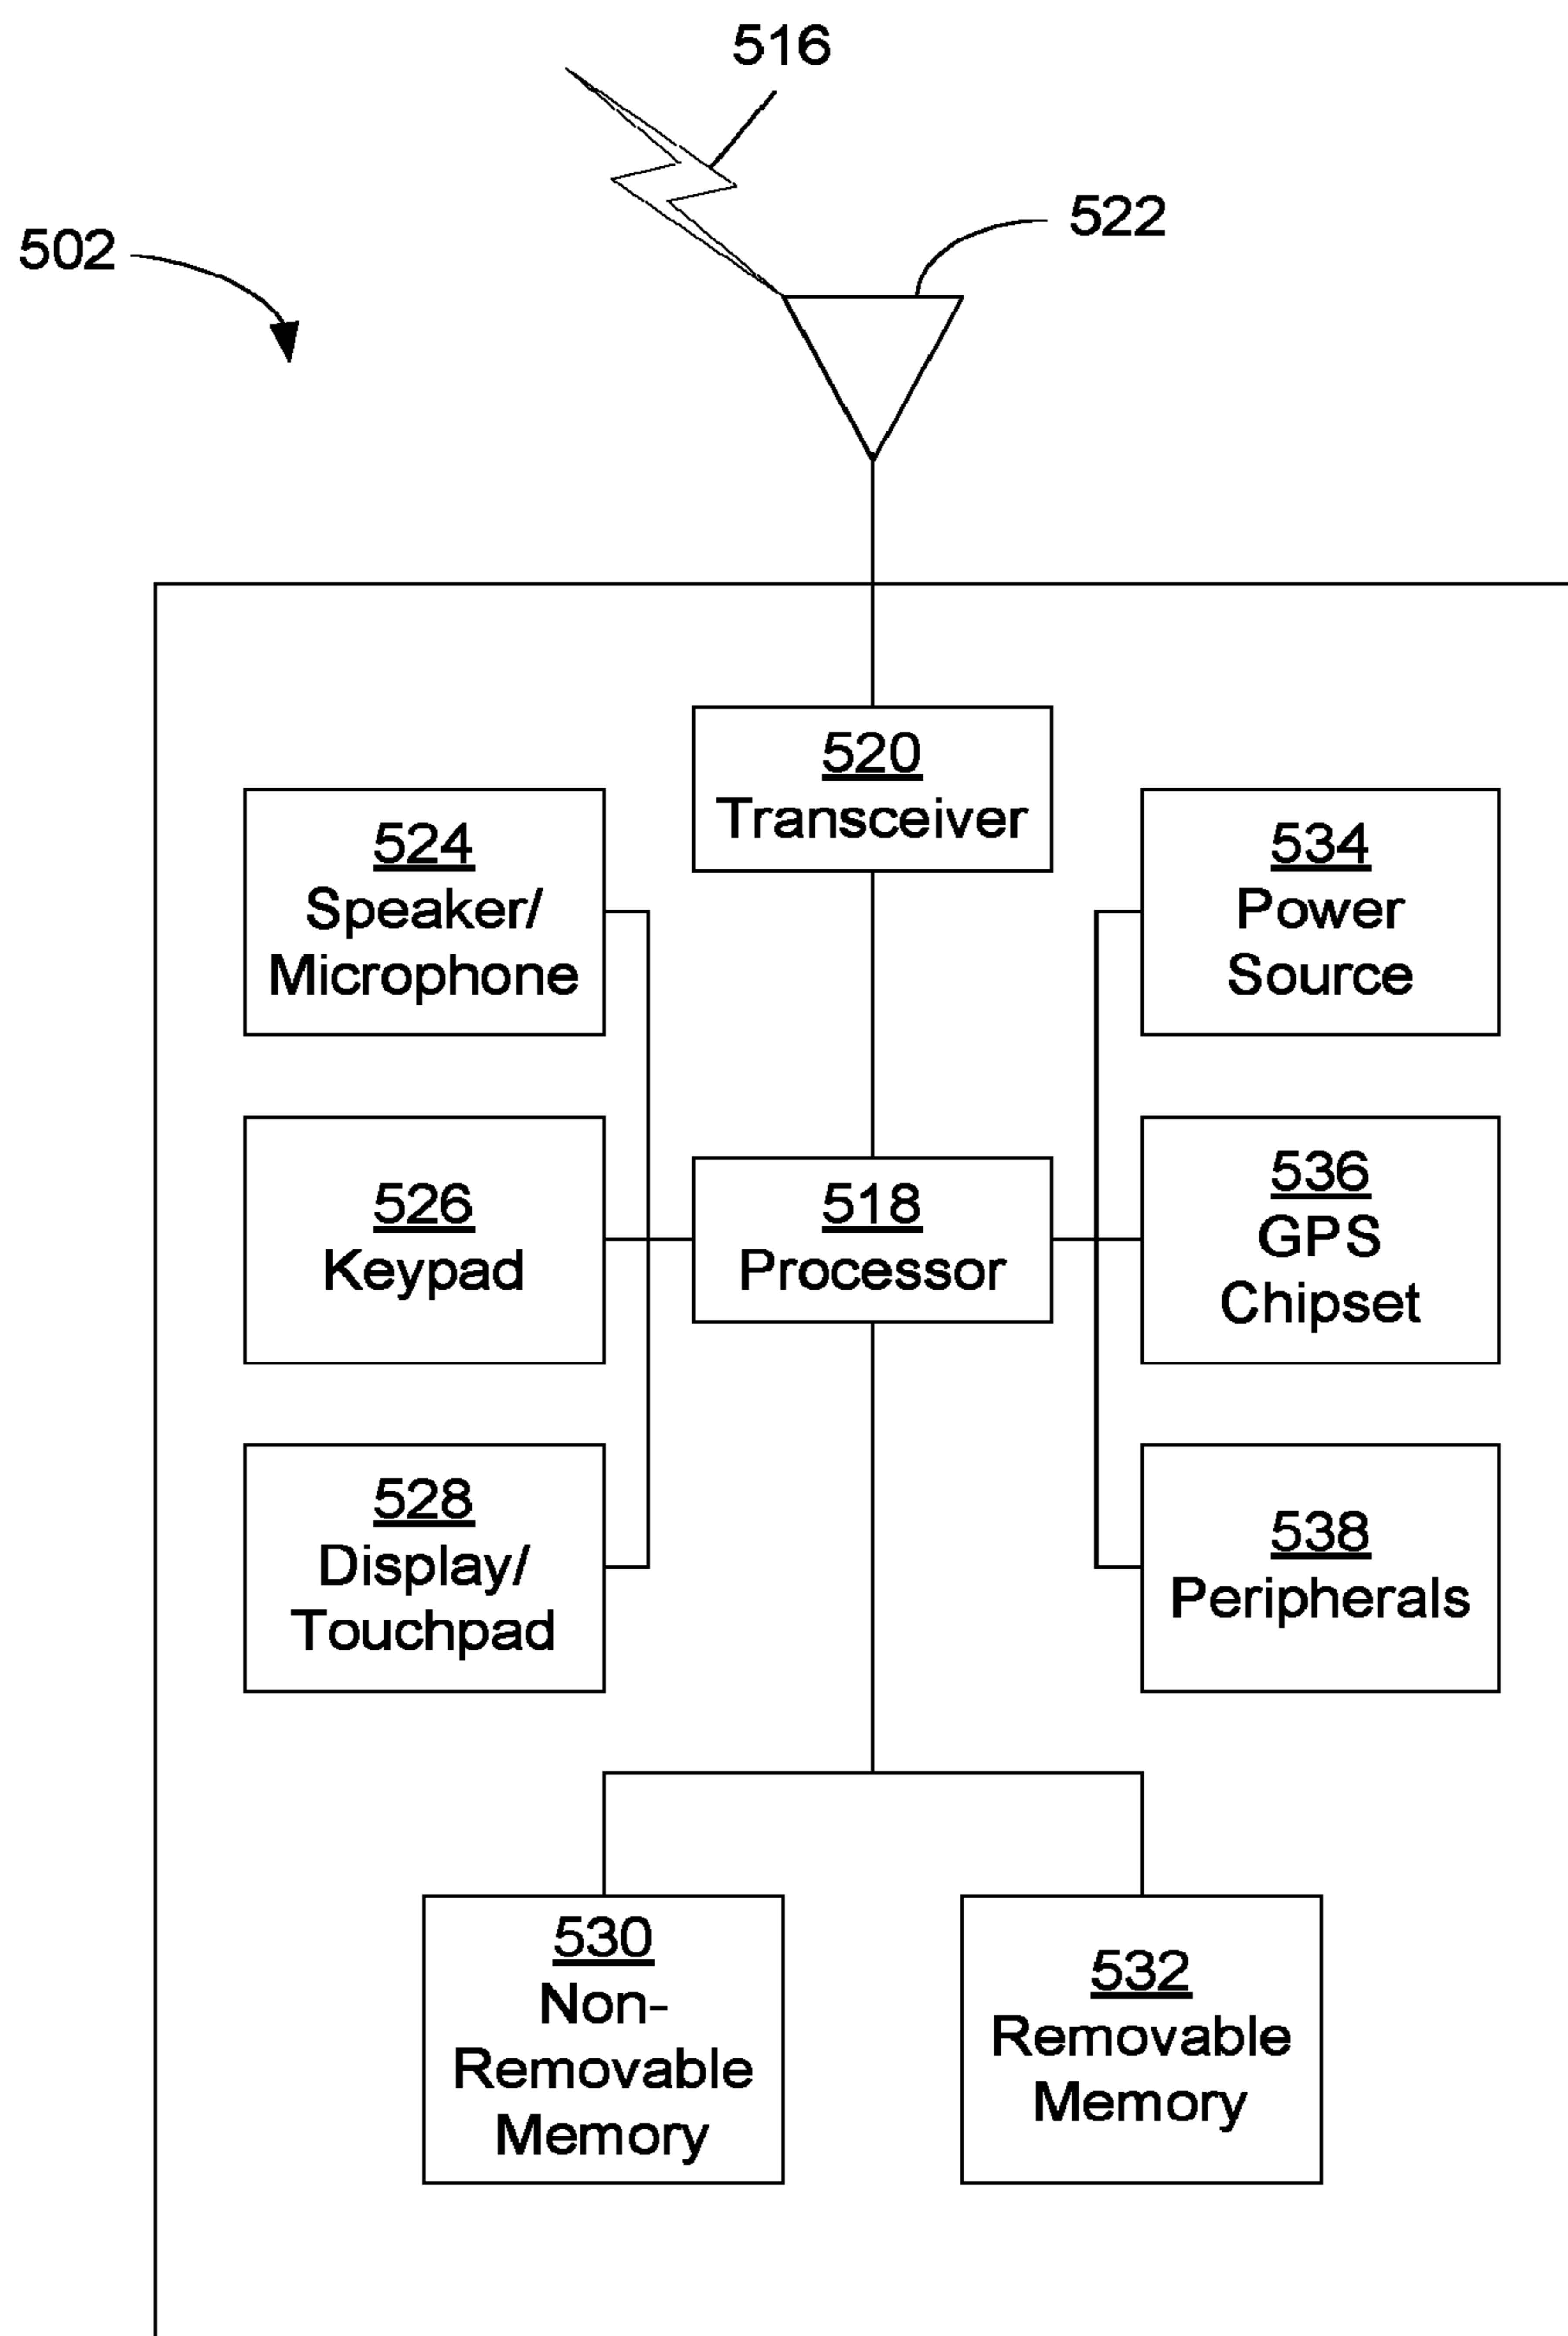 516
522
502
520
Transceiver
524
Speaker/
Microphone
534
Power
Source
526
Keypad
518
Processor
536
GPS
Chipset
528
Display/
Touchpad
538
Peripherals
530
Non-
Removable
Memory
532
Removable
Memory